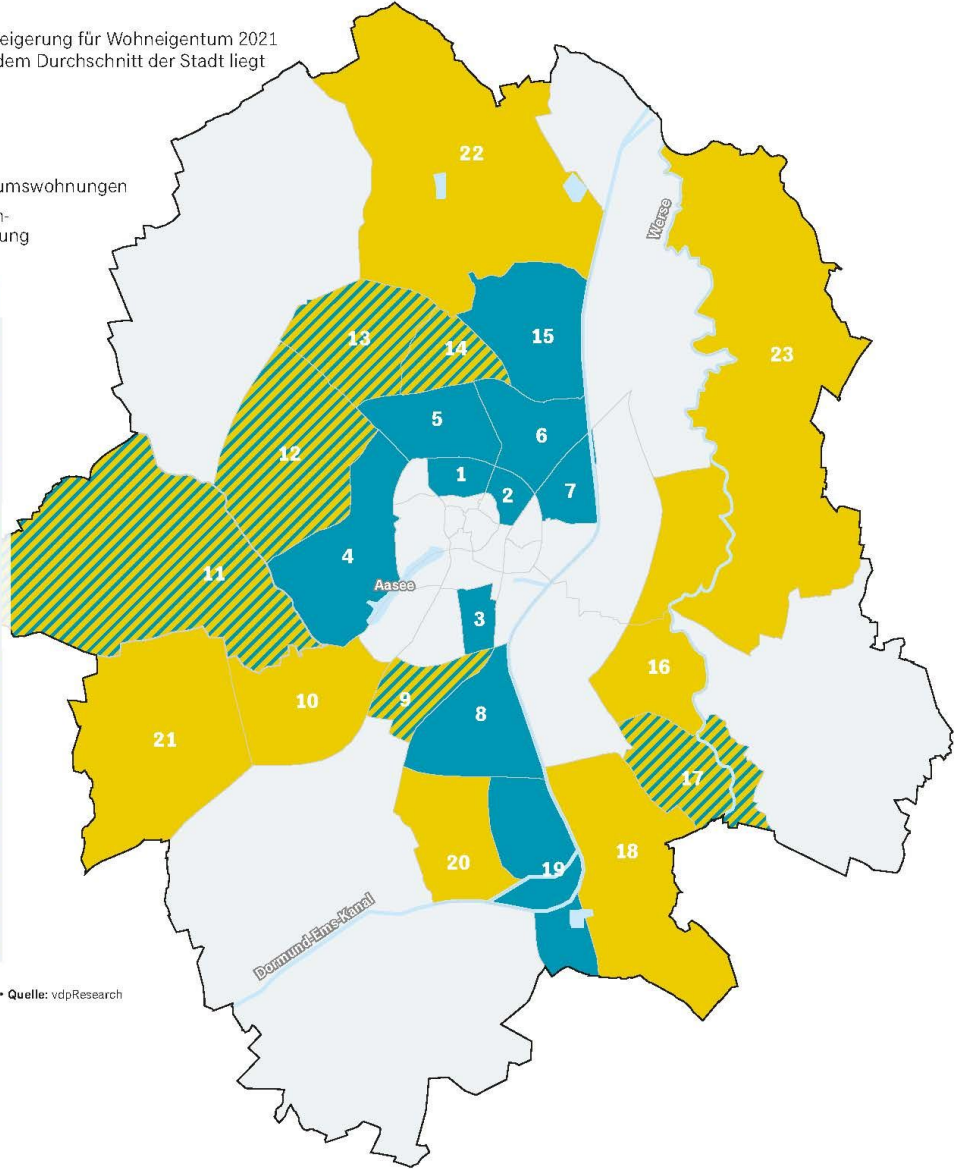 eigerung für Wohneigentum 2021
dem Durchschnitt der Stadt liegt
umswohnungen
n-
ung
22
Werse
13
14
15
23
5
6
12
1
2
7
11
4
Aasee
3
16
9
10
8
21
17
18
20
19
Dormund-Ems-Kanal
• Quelle: vdpResearch